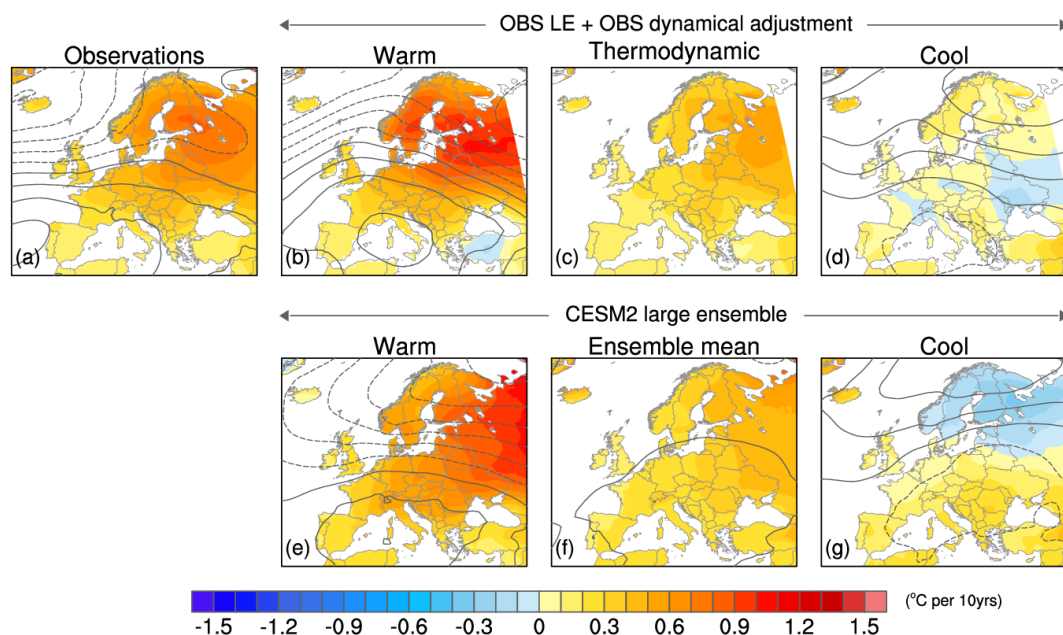 OBS LE + OBS dynamical adjustment
Observations Warm Thermodynamic Cool
(a) (b) (c) (d)
CESM2 large ensemble
Warm Ensemble mean Cool
(e) (f) (g)
-1.5 -1.2 -0.9 -0.6 -0.3 0 0.3 0.6 0.9 1.2 1.5 (°C per 10yrs)